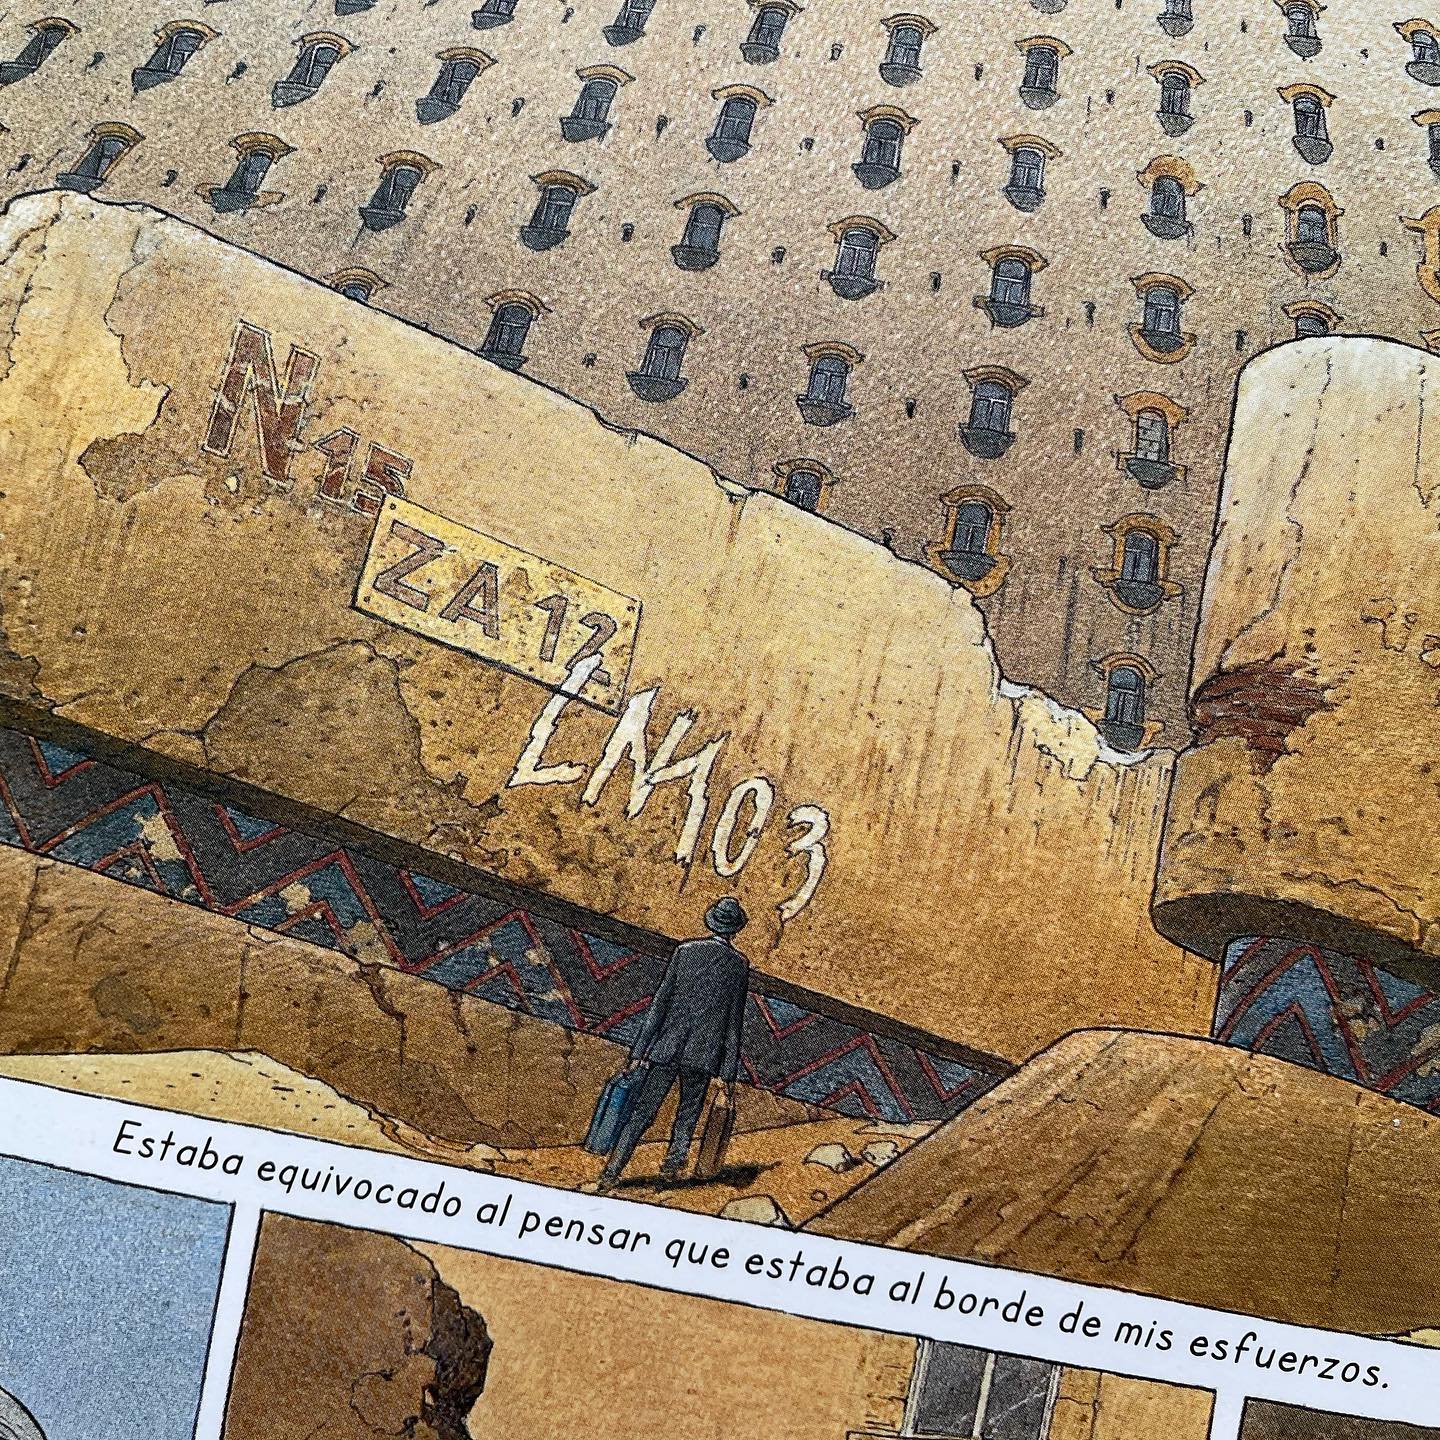 N 15
ZA 12
LM03
Estaba equivocado al pensar que estaba al borde de mis esfuerzos.